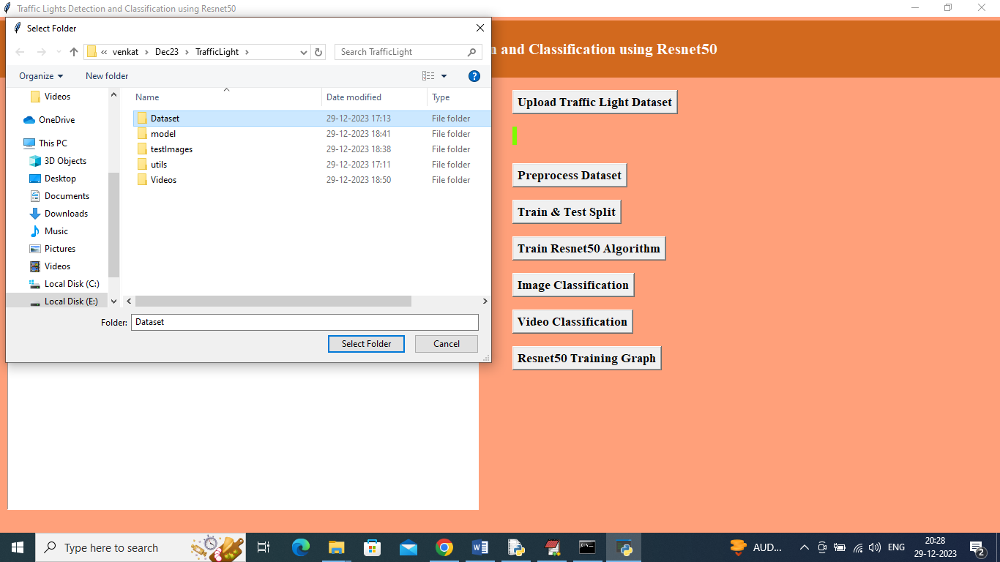 Traffic Lights Detection and Classification using Resnet50
Select Folder
« venkat > Dec23 > TrafficLight >
Search TrafficLight
n and Classification using Resnet50
Organize
New folder
Videos
OneDrive
This PC
3D Objects
Desktop
Documents
Downloads
Music
Pictures
Videos
Local Disk (C:)
Local Disk (E:)
Name Date modified Type
Dataset 29-12-2023 17:13 File folder
model 29-12-2023 18:41 File folder
testImages 29-12-2023 18:38 File folder
utils 29-12-2023 17:11 File folder
Videos 29-12-2023 18:50 File folder
Folder: Dataset
Select Folder
Cancel
Upload Traffic Light Dataset
Preprocess Dataset
Train & Test Split
Train Resnet50 Algorithm
Image Classification
Video Classification
Resnet50 Training Graph
Type here to search
AUD...
ENG
20:28
29-12-2023
2